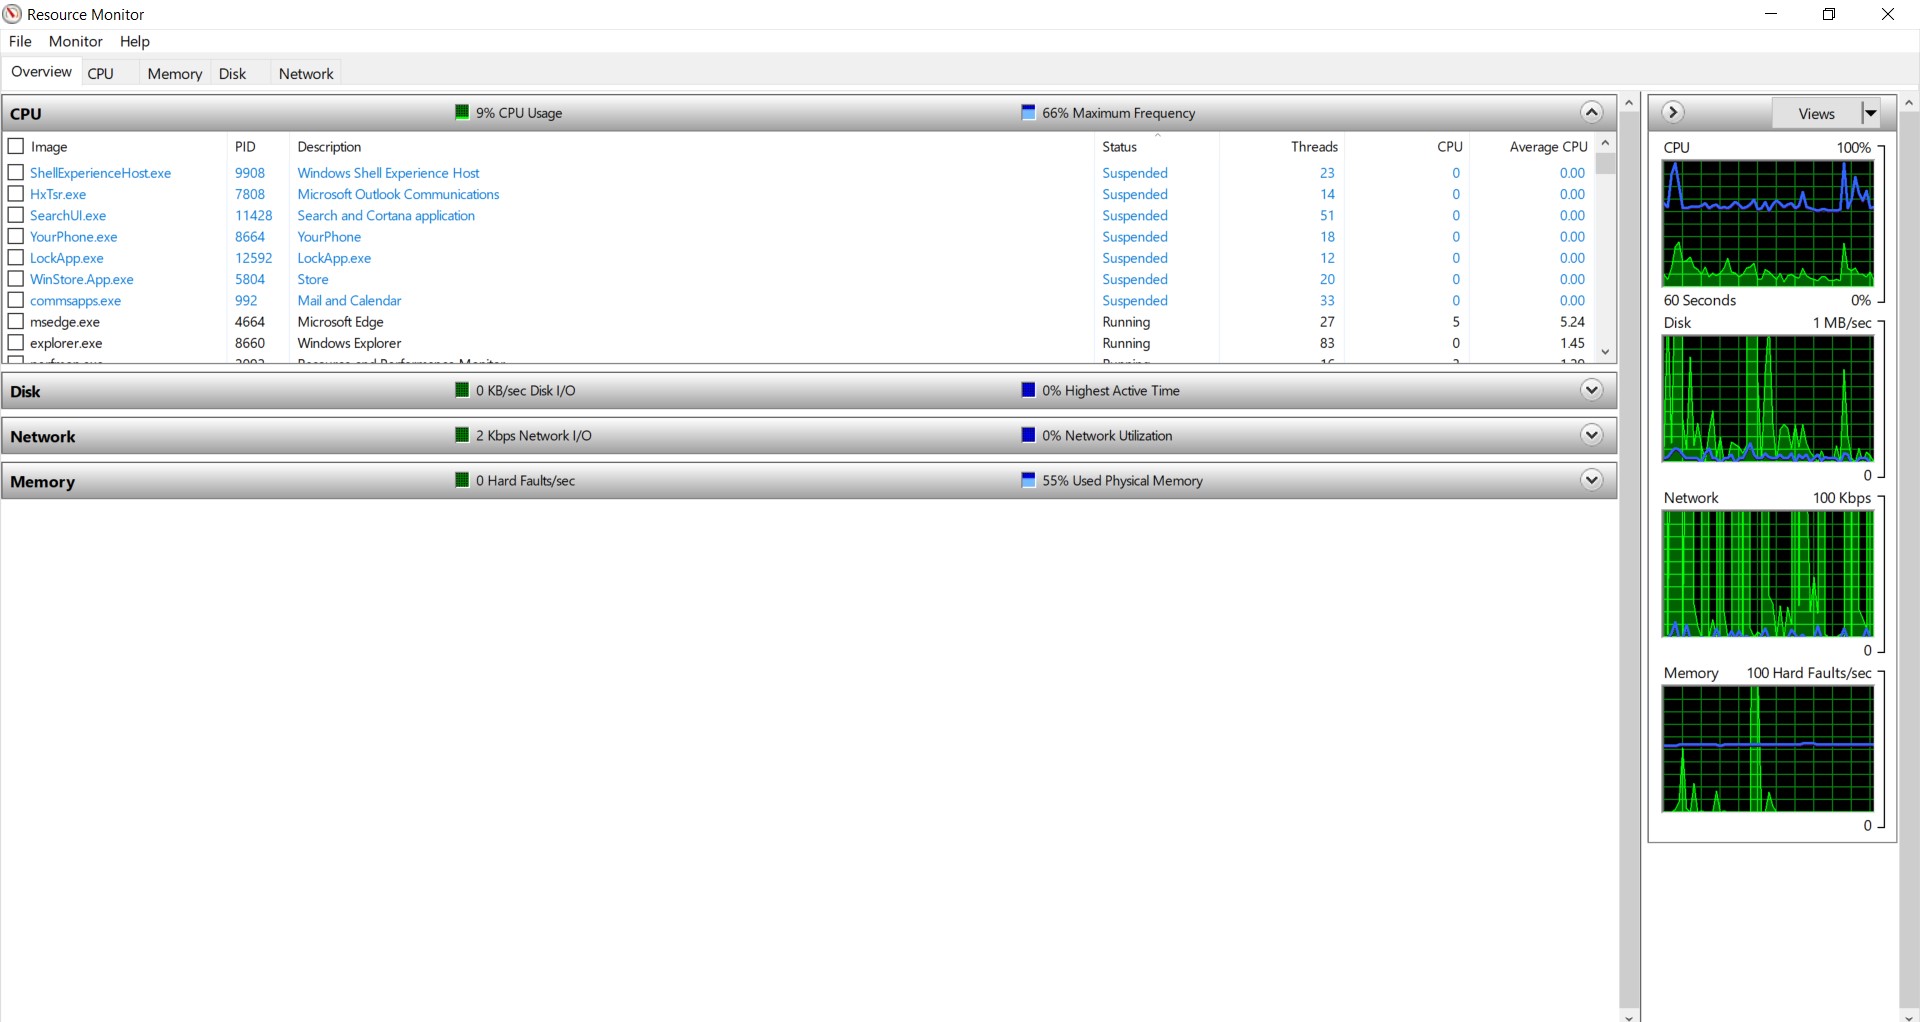 Resource Monitor
File Monitor Help
Overview CPU Memory Disk Network
CPU 9% CPU Usage 66% Maximum Frequency
Image PID Description Status Threads CPU Average CPU
ShellExperienceHost.exe 9908 Windows Shell Experience Host Suspended 23 0 0.00
HxTsr.exe 7808 Microsoft Outlook Communications Suspended 14 0 0.00
SearchUI.exe 11428 Search and Cortana application Suspended 51 0 0.00
YourPhone.exe 8664 YourPhone Suspended 18 0 0.00
LockApp.exe 12592 LockApp.exe Suspended 12 0 0.00
WinStore.App.exe 5804 Store Suspended 20 0 0.00
commsapps.exe 992 Mail and Calendar Suspended 33 0 0.00
msedge.exe 4664 Microsoft Edge Running 27 5 5.24
explorer.exe 8660 Windows Explorer Running 83 0 1.45
Resource and Performance Monitor Running
Disk 0 KB/sec Disk I/O 0% Highest Active Time
Network 2 Kbps Network I/O 0% Network Utilization
Memory 0 Hard Faults/sec 55% Used Physical Memory
Views
CPU 100%
60 Seconds 0%
Disk 1 MB/sec
0
Network 100 Kbps
0
Memory 100 Hard Faults/sec
0